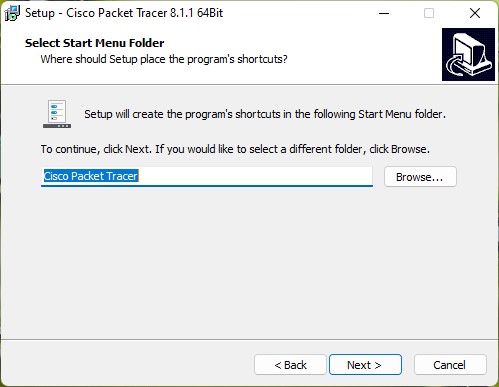 Setup - Cisco Packet Tracer 8.1.1 64Bit
Select Start Menu Folder
Where should Setup place the program's shortcuts?
Setup will create the program's shortcuts in the following Start Menu folder.
To continue, click Next. If you would like to select a different folder, click Browse.
Cisco Packet Tracer
Browse...
< Back
Next >
Cancel